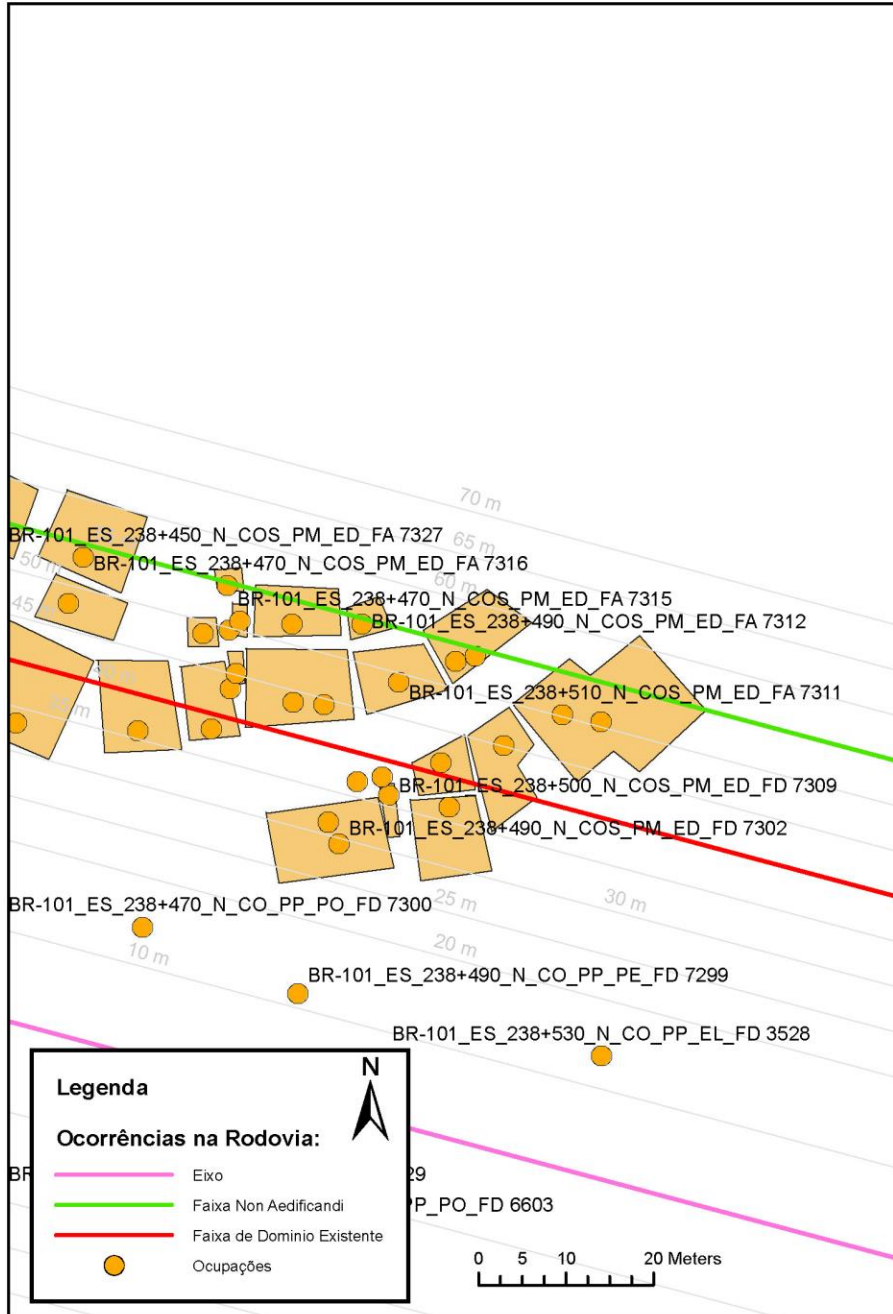 70 m
65 m
BR-101_ES_238+450_N_COS_PM_ED_FA 7327
50 m
BR-101_ES_238+470_N_COS_PM_ED_FA 7316
60 m
45 m
BR-101_ES_238+470_N_COS_PM_ED_FA 7315
BR-101_ES_238+490_N_COS_PM_ED_FA 7312
BR-101_ES_238+510_N_COS_PM_ED_FA 7311
35 m
BR-101_ES_238+500_N_COS_PM_ED_FD 7309
BR-101_ES_238+490_N_COS_PM_ED_FD 7302
BR-101_ES_238+470_N_CO_PP_PO_FD 7300
25 m
30 m
20 m
10 m
BR-101_ES_238+490_N_CO_PP_PE_FD 7299
BR-101_ES_238+530_N_CO_PP_EL_FD 3528
N
Legenda
Ocorrências na Rodovia:
Eixo
Faixa Non Aedificandi
Faixa de Dominio Existente
Ocupações
29
PP_PO_FD 6603
0 5 10 20 Meters